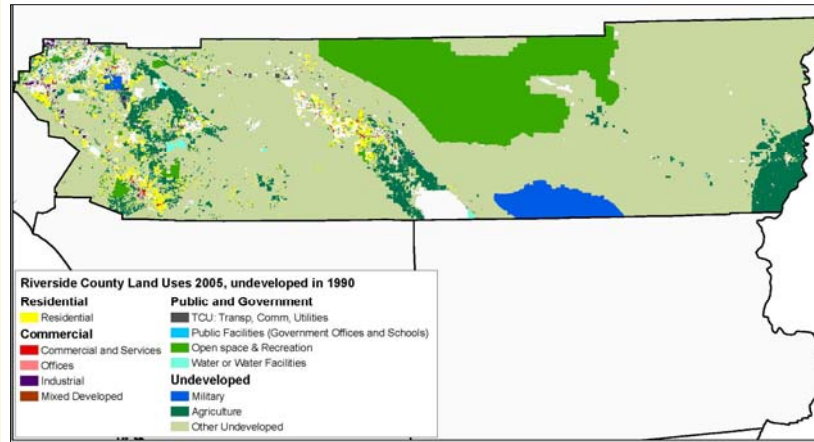 Riverside County Land Uses 2005, undeveloped in 1990
Residential
Residential
Commercial
Commercial and Services
Offices
Industrial
Mixed Developed
Public and Government
TCU: Transp, Comm, Utilities
Public Facilities (Government Offices and Schools)
Open space & Recreation
Water or Water Facilities
Undeveloped
Military
Agriculture
Other Undeveloped